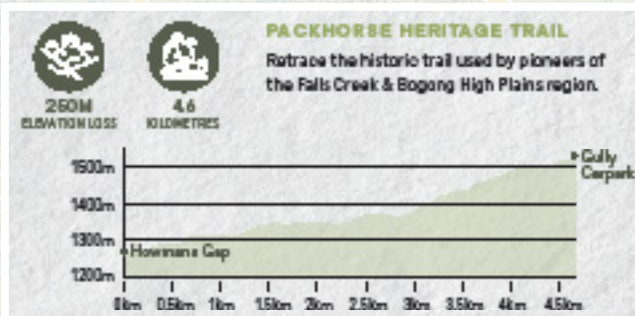 PACKHORSE HERITAGE TRAIL
Retrace the historic trail used by pioneers of
the Falls Creek & Bogong High Plains region.
250M
ELEVATION LOSS
4.6
KILOMETRES
1500m
1400m
1300m
1200m
Howmans Gap
Gully
Carpark
0km 0.5km 1km 1.5km 2km 2.5km 3km 3.5km 4km 4.5km